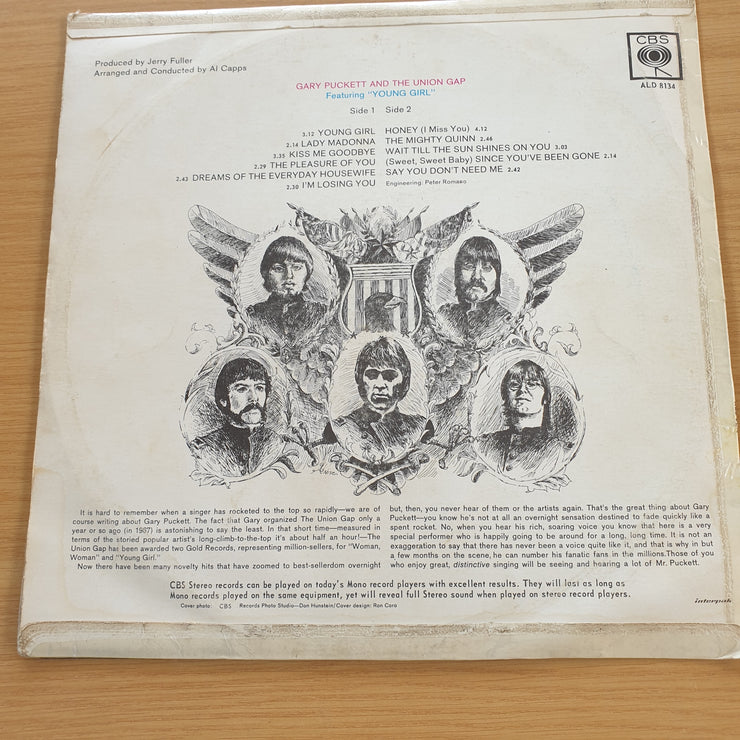 Produced by Jerry Fuller
Arranged and Conducted by Al Capps
CBS
ALD 8134
GARY PUCKETT AND THE UNION GAP
Featuring "YOUNG GIRL"
Side 1 Side 2
3.12 YOUNG GIRL HONEY (I Miss You) 4.12
2.14 LADY MADONNA THE MIGHTY QUINN 2.46
3.35 KISS ME GOODBYE WAIT TILL THE SUN SHINES ON YOU 3.03
2.29 THE PLEASURE OF YOU (Sweet, Sweet Baby) SINCE YOU'VE BEEN GONE 2.14
2.43 DREAMS OF THE EVERYDAY HOUSEWIFE SAY YOU DON'T NEED ME 2.42
2.30 I'M LOSING YOU Engineering: Peter Romano
It is hard to remember when a singer has rocketed to the top so rapidly—we are of
course writing about Gary Puckett. The fact that Gary organized The Union Gap only a
year or so ago (in 1967) is astonishing to say the least. In that short time—measured in
terms of the storied popular artist's long-climb-to-the-top it's about half an hour!—The
Union Gap has been awarded two Gold Records, representing million-sellers, for "Woman,
Woman" and "Young Girl."
Now there have been many novelty hits that have zoomed to best-sellerdom overnight
but, then, you never hear of them or the artists again. That's the great thing about Gary
Puckett—you know he's not at all an overnight sensation destined to fade quickly like a
spent rocket. No, when you hear his rich, soaring voice you know that here is a very
special performer who is happily going to be around for a long, long time. It is not an
exaggeration to say that there has never been a voice quite like it, and that is why in but
a few months on the scene, he can number his fanatic fans in the millions.Those of you
who enjoy great, distinctive singing will be seeing and hearing a lot of Mr. Puckett.
CBS Stereo records can be played on today's Mono record players with excellent results. They will last as long as
Mono records played on the same equipment, yet will reveal full Stereo sound when played on stereo record players.
Cover photo: CBS Records Photo Studio—Don Hunstein/Cover design: Ron Coro
interpak